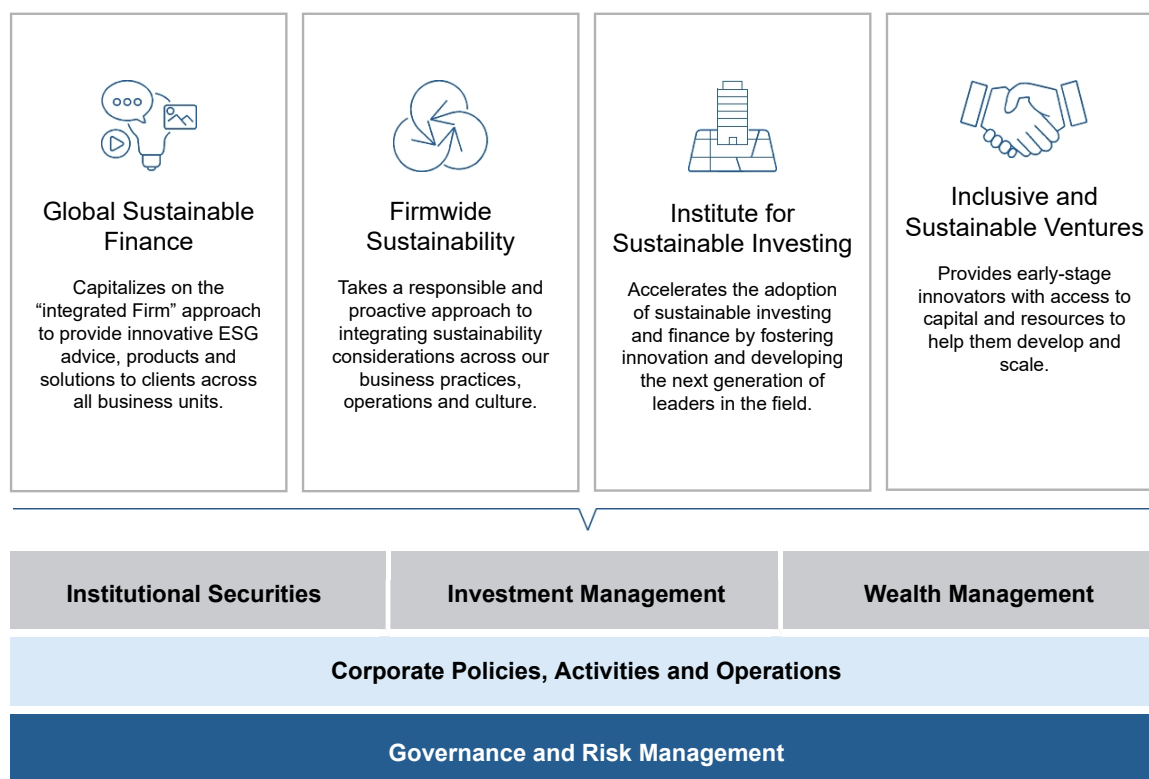 Global Sustainable
Finance
Capitalizes on the
“integrated Firm” approach
to provide innovative ESG
advice, products and
solutions to clients across
all business units.
Firmwide
Sustainability
Takes a responsible and
proactive approach to
integrating sustainability
considerations across our
business practices,
operations and culture.
Institute for
Sustainable Investing
Accelerates the adoption
of sustainable investing
and finance by fostering
innovation and developing
the next generation of
leaders in the field.
Inclusive and
Sustainable Ventures
Provides early-stage
innovators with access to
capital and resources to
help them develop and
scale.
Institutional Securities
Investment Management
Wealth Management
Corporate Policies, Activities and Operations
Governance and Risk Management